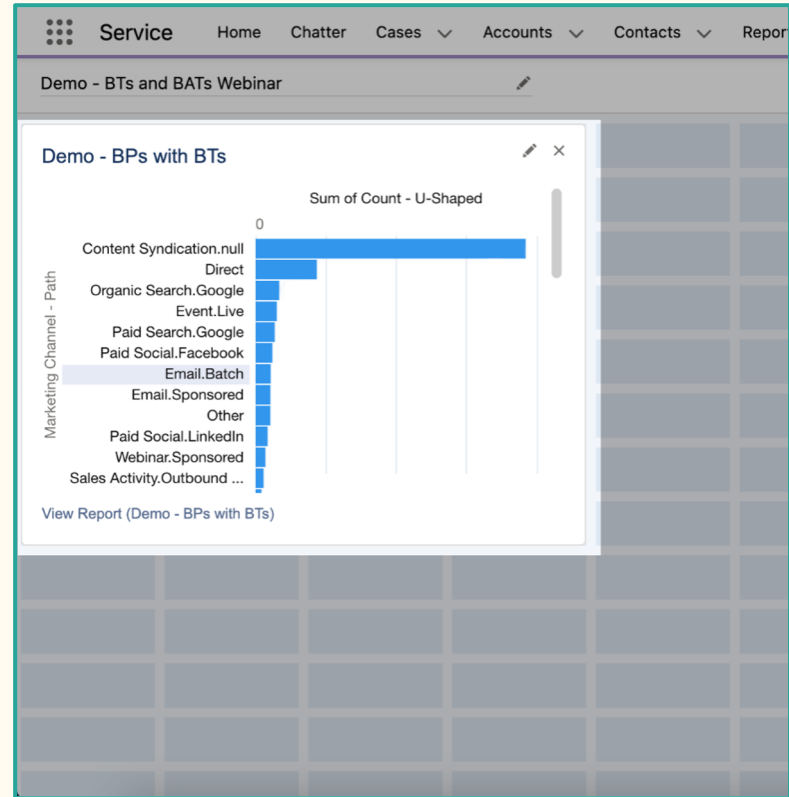 Service Home Chatter Cases Accounts Contacts Repor
Demo - BTs and BATs Webinar
Demo - BPs with BTs
Sum of Count - U-Shaped
0
Marketing Channel - Path
Content Syndication.null
Direct
Organic Search.Google
Event.Live
Paid Search.Google
Paid Social.Facebook
Email.Batch
Email.Sponsored
Other
Paid Social.LinkedIn
Webinar.Sponsored
Sales Activity.Outbound ...
View Report (Demo - BPs with BTs)